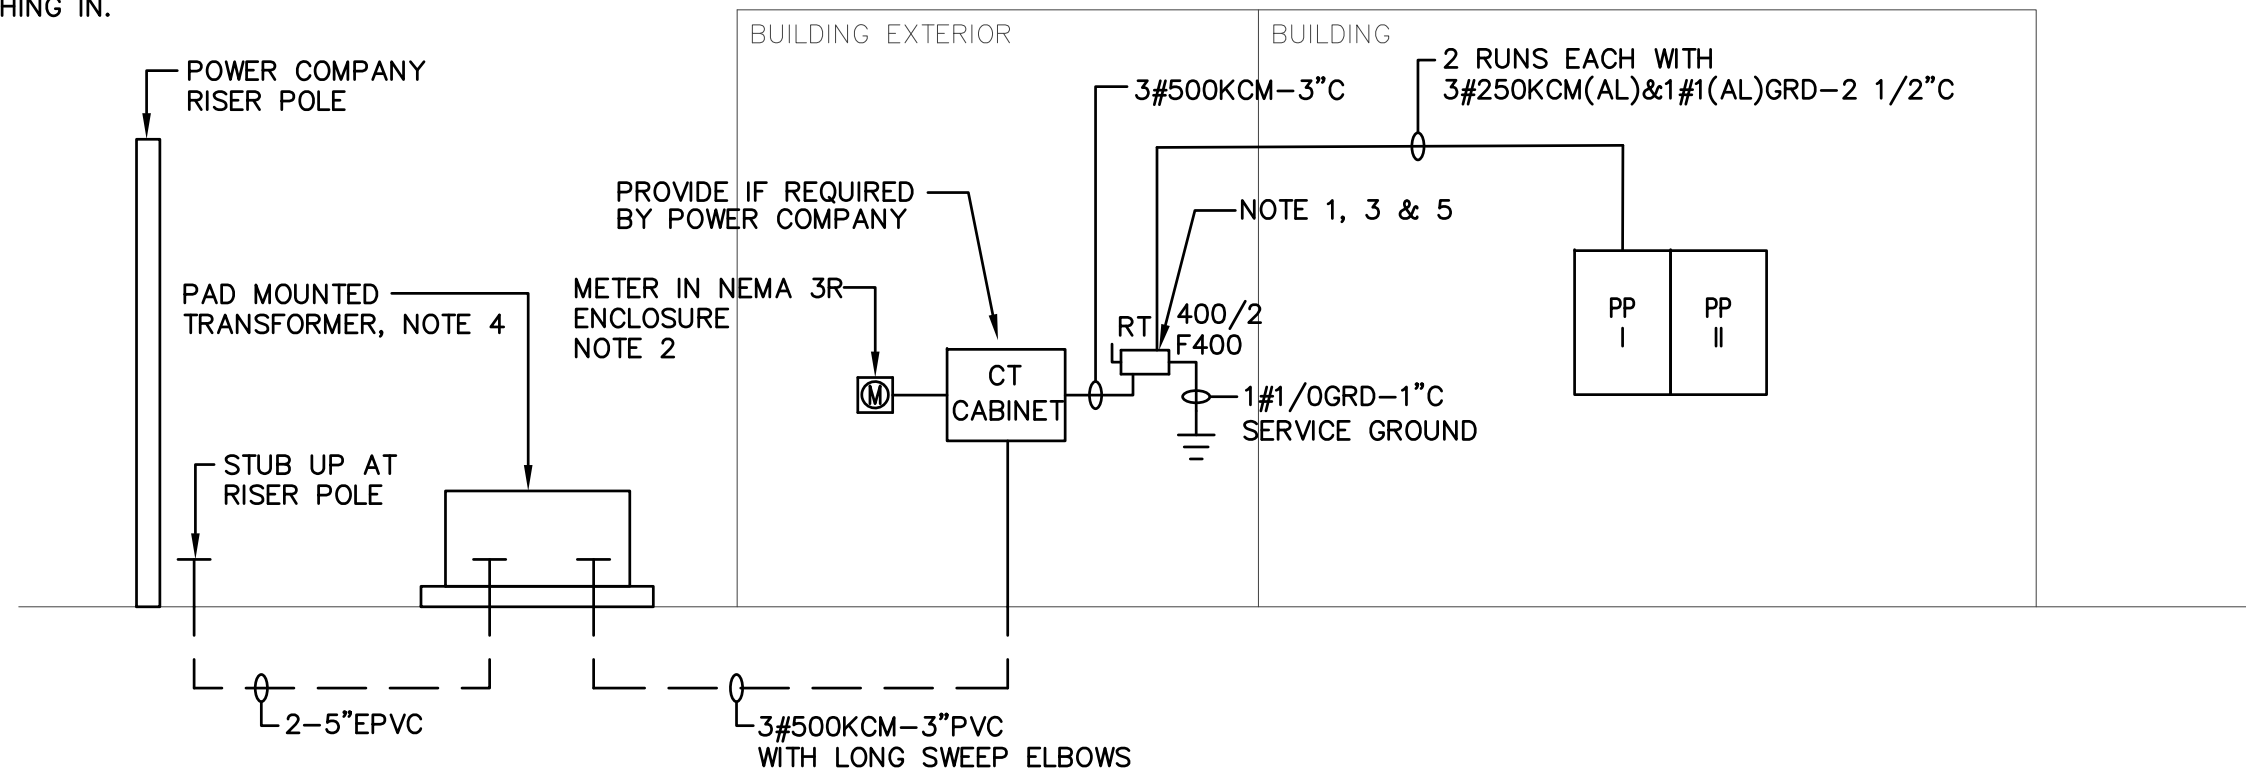 HING IN.
BUILDING EXTERIOR
BUILDING
POWER COMPANY
RISER POLE
3#500KCM-3"C
2 RUNS EACH WITH
3#250KCM(AL)&1#1(AL)GRD-2 1/2"C
PROVIDE IF REQUIRED
BY POWER COMPANY
NOTE 1, 3 & 5
PAD MOUNTED
TRANSFORMER, NOTE 4
METER IN NEMA 3R
ENCLOSURE
NOTE 2
RT
400/2
F400
PP
I
PP
II
M
CT
CABINET
1#1/0GRD-1"C
SERVICE GROUND
STUB UP AT
RISER POLE
2-5"EPVC
3#500KCM-3"PVC
WITH LONG SWEEP ELBOWS